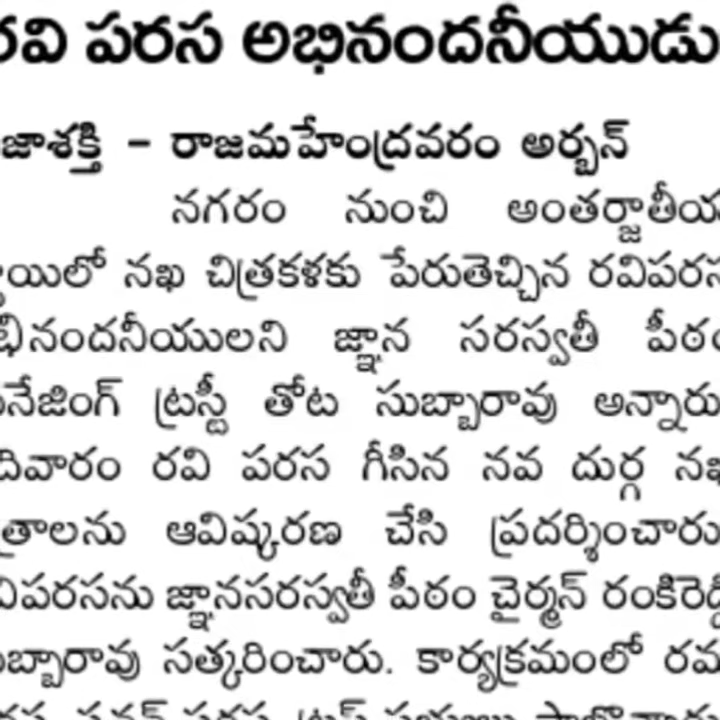 రవి పరస అభినందనీయుడు
జాశక్తి - రాజమహేంద్రవరం అర్బన్
నగరం నుంచి అంతర్జాతీయ
యిలో నఖ చిత్రకళకు పేరుతెచ్చిన రవిపరస
భినందనీయులని జ్ఞాన సరస్వతీ పీఠం
నేజింగ్ ట్రస్టీ తోట సుబ్బారావు అన్నారు
దివారం రవి పరస గీసిన నవ దుర్గ నఖ
త్రాలను ఆవిష్కరణ చేసి ప్రదర్శించారు
విపరసను జ్ఞానసరస్వతీ పీఠం చైర్మన్ రంకిరెడ్డి
బ్బారావు సత్కరించారు. కార్యక్రమంలో రవ